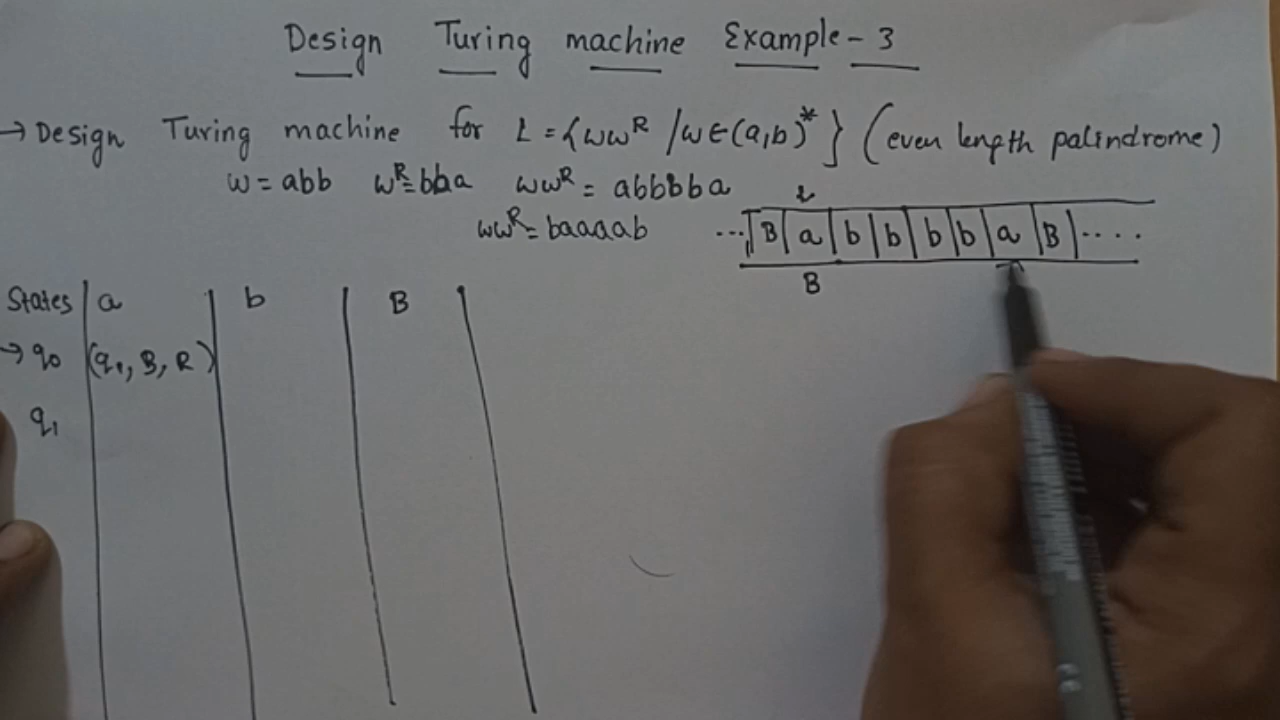 Design Turing machine Example - 3
→ Design Turing machine for L = {wwᴿ / w∈(a,b)*} (even length palindrome)
w = abb wᴿ= bba wwᴿ = abbbba
wwᴿ= baaaab ...B a b b b b a B ....
B
States a b B
→ q₀ (q₁, B, R)
q₁